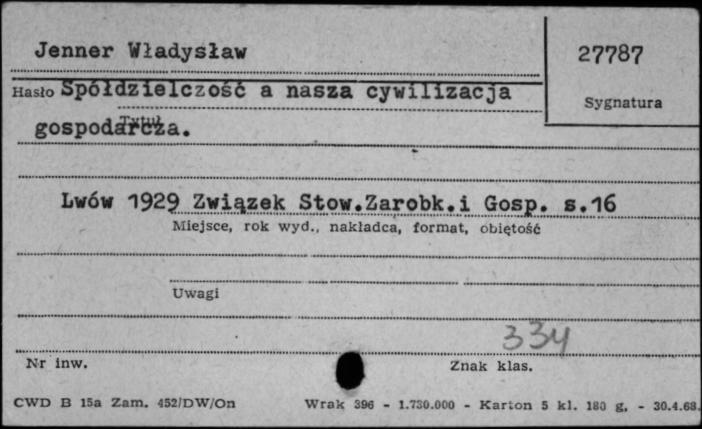 Jenner Władysław
27787
Hasło Spółdzielczość a nasza cywilizacja
Sygnatura
Tytuł
gospodarcza.
Lwów 1929 Związek Stow.Zarobk.i Gosp. s.16
Miejsce, rok wyd., nakładca, format, objętość
Uwagi
334
Nr inw.
Znak klas.
CWD B 15a Zam. 452/DW/On Wrak 396 - 1.730.000 - Karton 5 kl. 180 g. - 30.4.68.